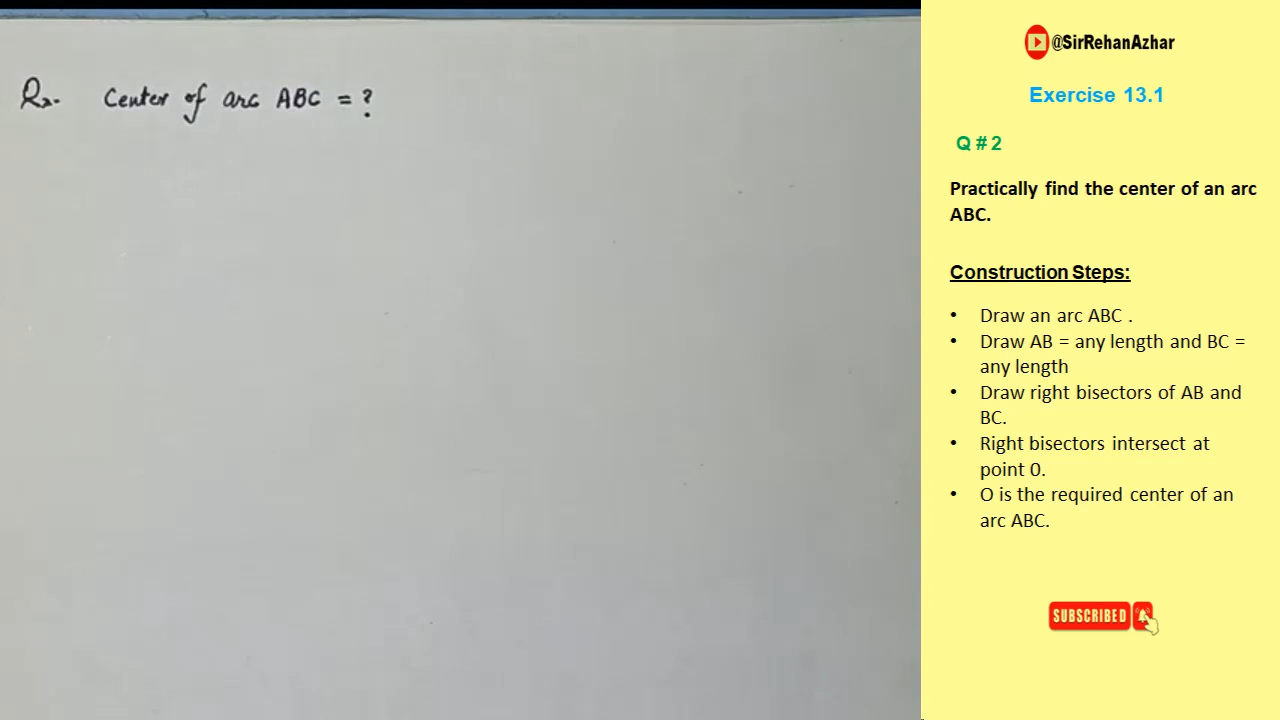 Rx. Center of arc ABC = ?
@SirRehanAzhar
Exercise 13.1
Q # 2
Practically find the center of an arc
ABC.
Construction Steps:
• Draw an arc ABC .
• Draw AB = any length and BC =
any length
• Draw right bisectors of AB and
BC.
• Right bisectors intersect at
point 0.
• O is the required center of an
arc ABC.
SUBSCRIBED